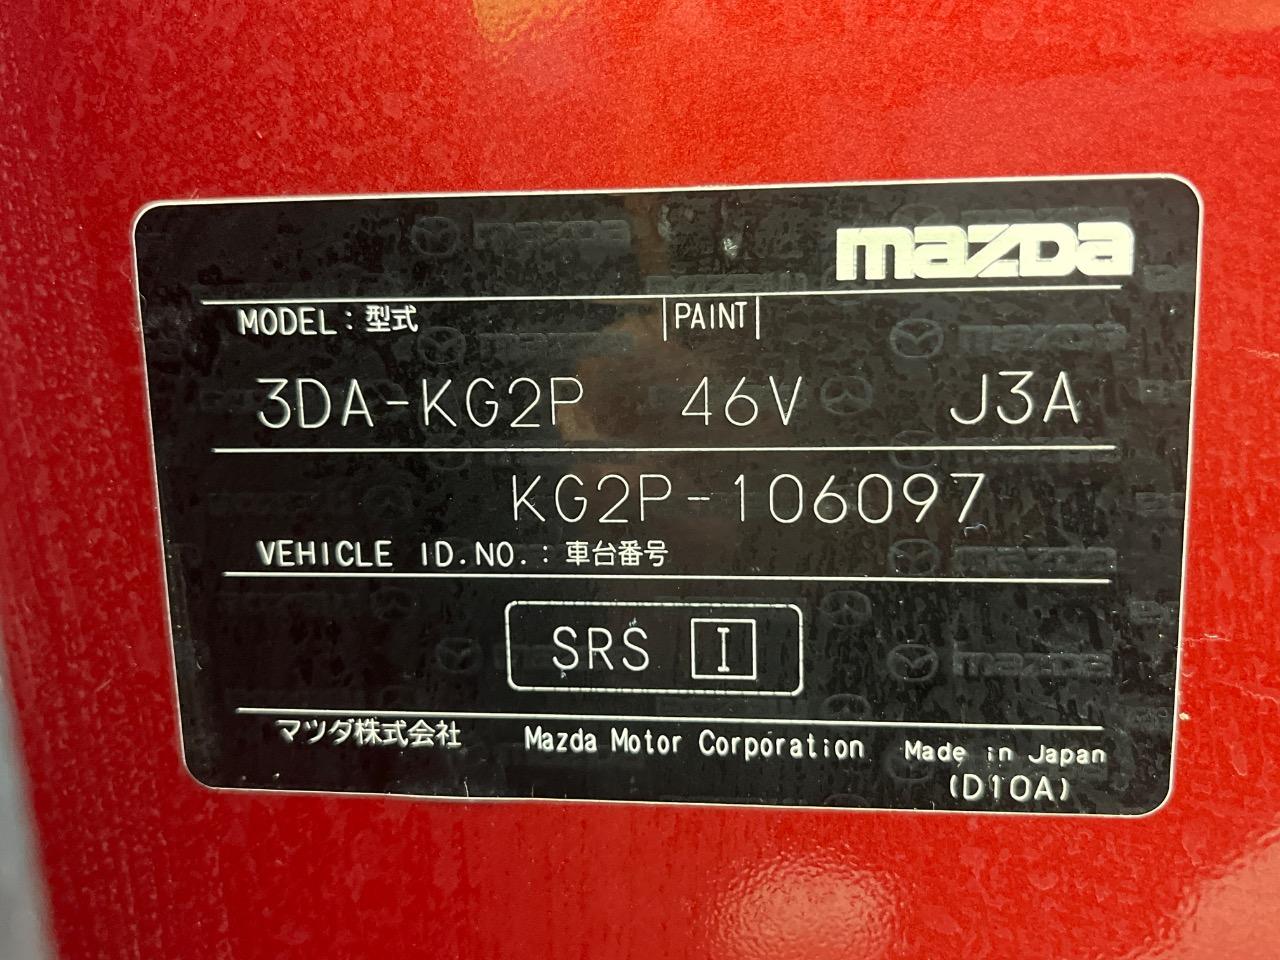 mazda
MODEL : 型式 PAINT
3DA-KG2P 46V J3A
KG2P-106097
VEHICLE ID.NO. : 車台番号
SRS I
マツダ株式会社 Mazda Motor Corporation Made in Japan
(D10A)